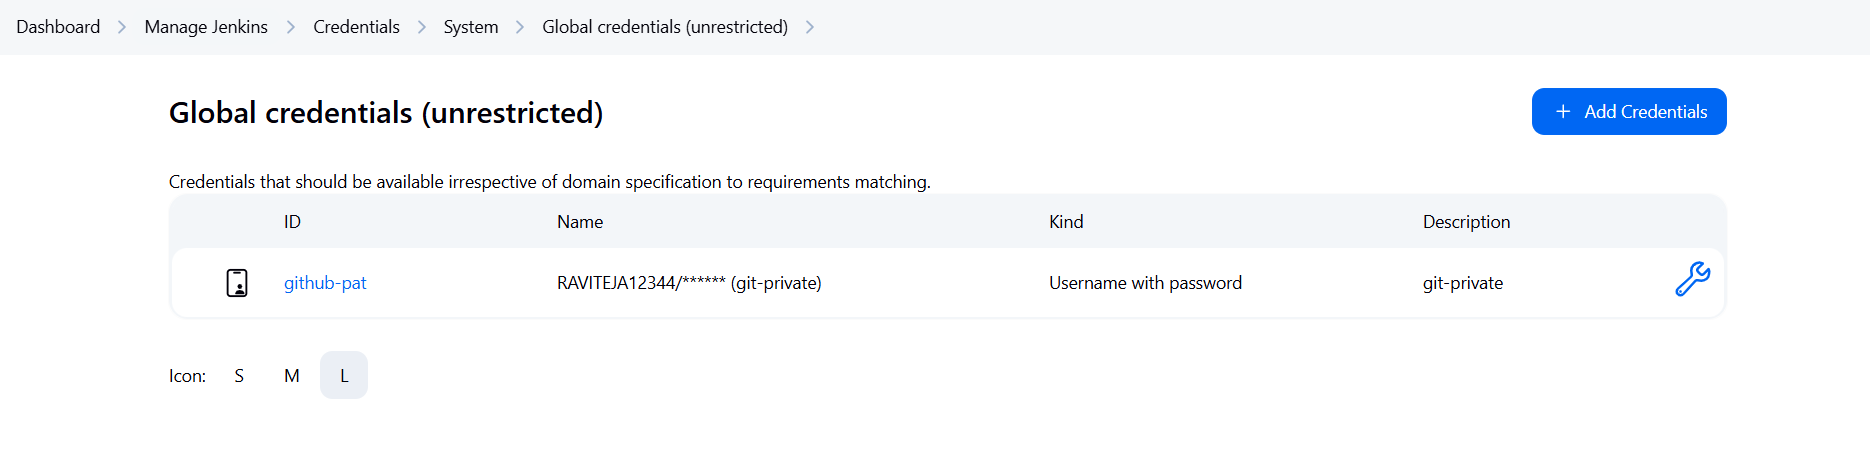 Dashboard > Manage Jenkins > Credentials > System > Global credentials (unrestricted) >
Global credentials (unrestricted)
+ Add Credentials
Credentials that should be available irrespective of domain specification to requirements matching.
ID Name Kind Description
github-pat RAVITEJA12344/****** (git-private) Username with password git-private
Icon: S M L